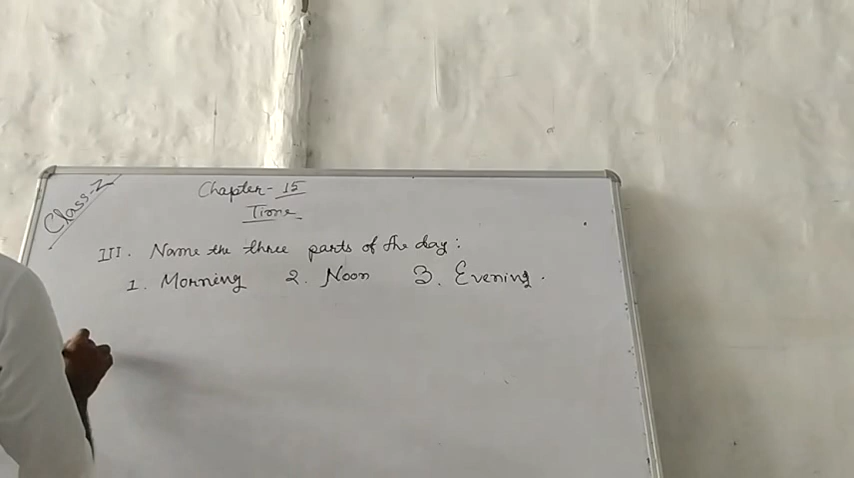 Class-2
Chapter-15
Time
III. Name the three parts of the day:
1. Morning 2. Noon 3. Evening.